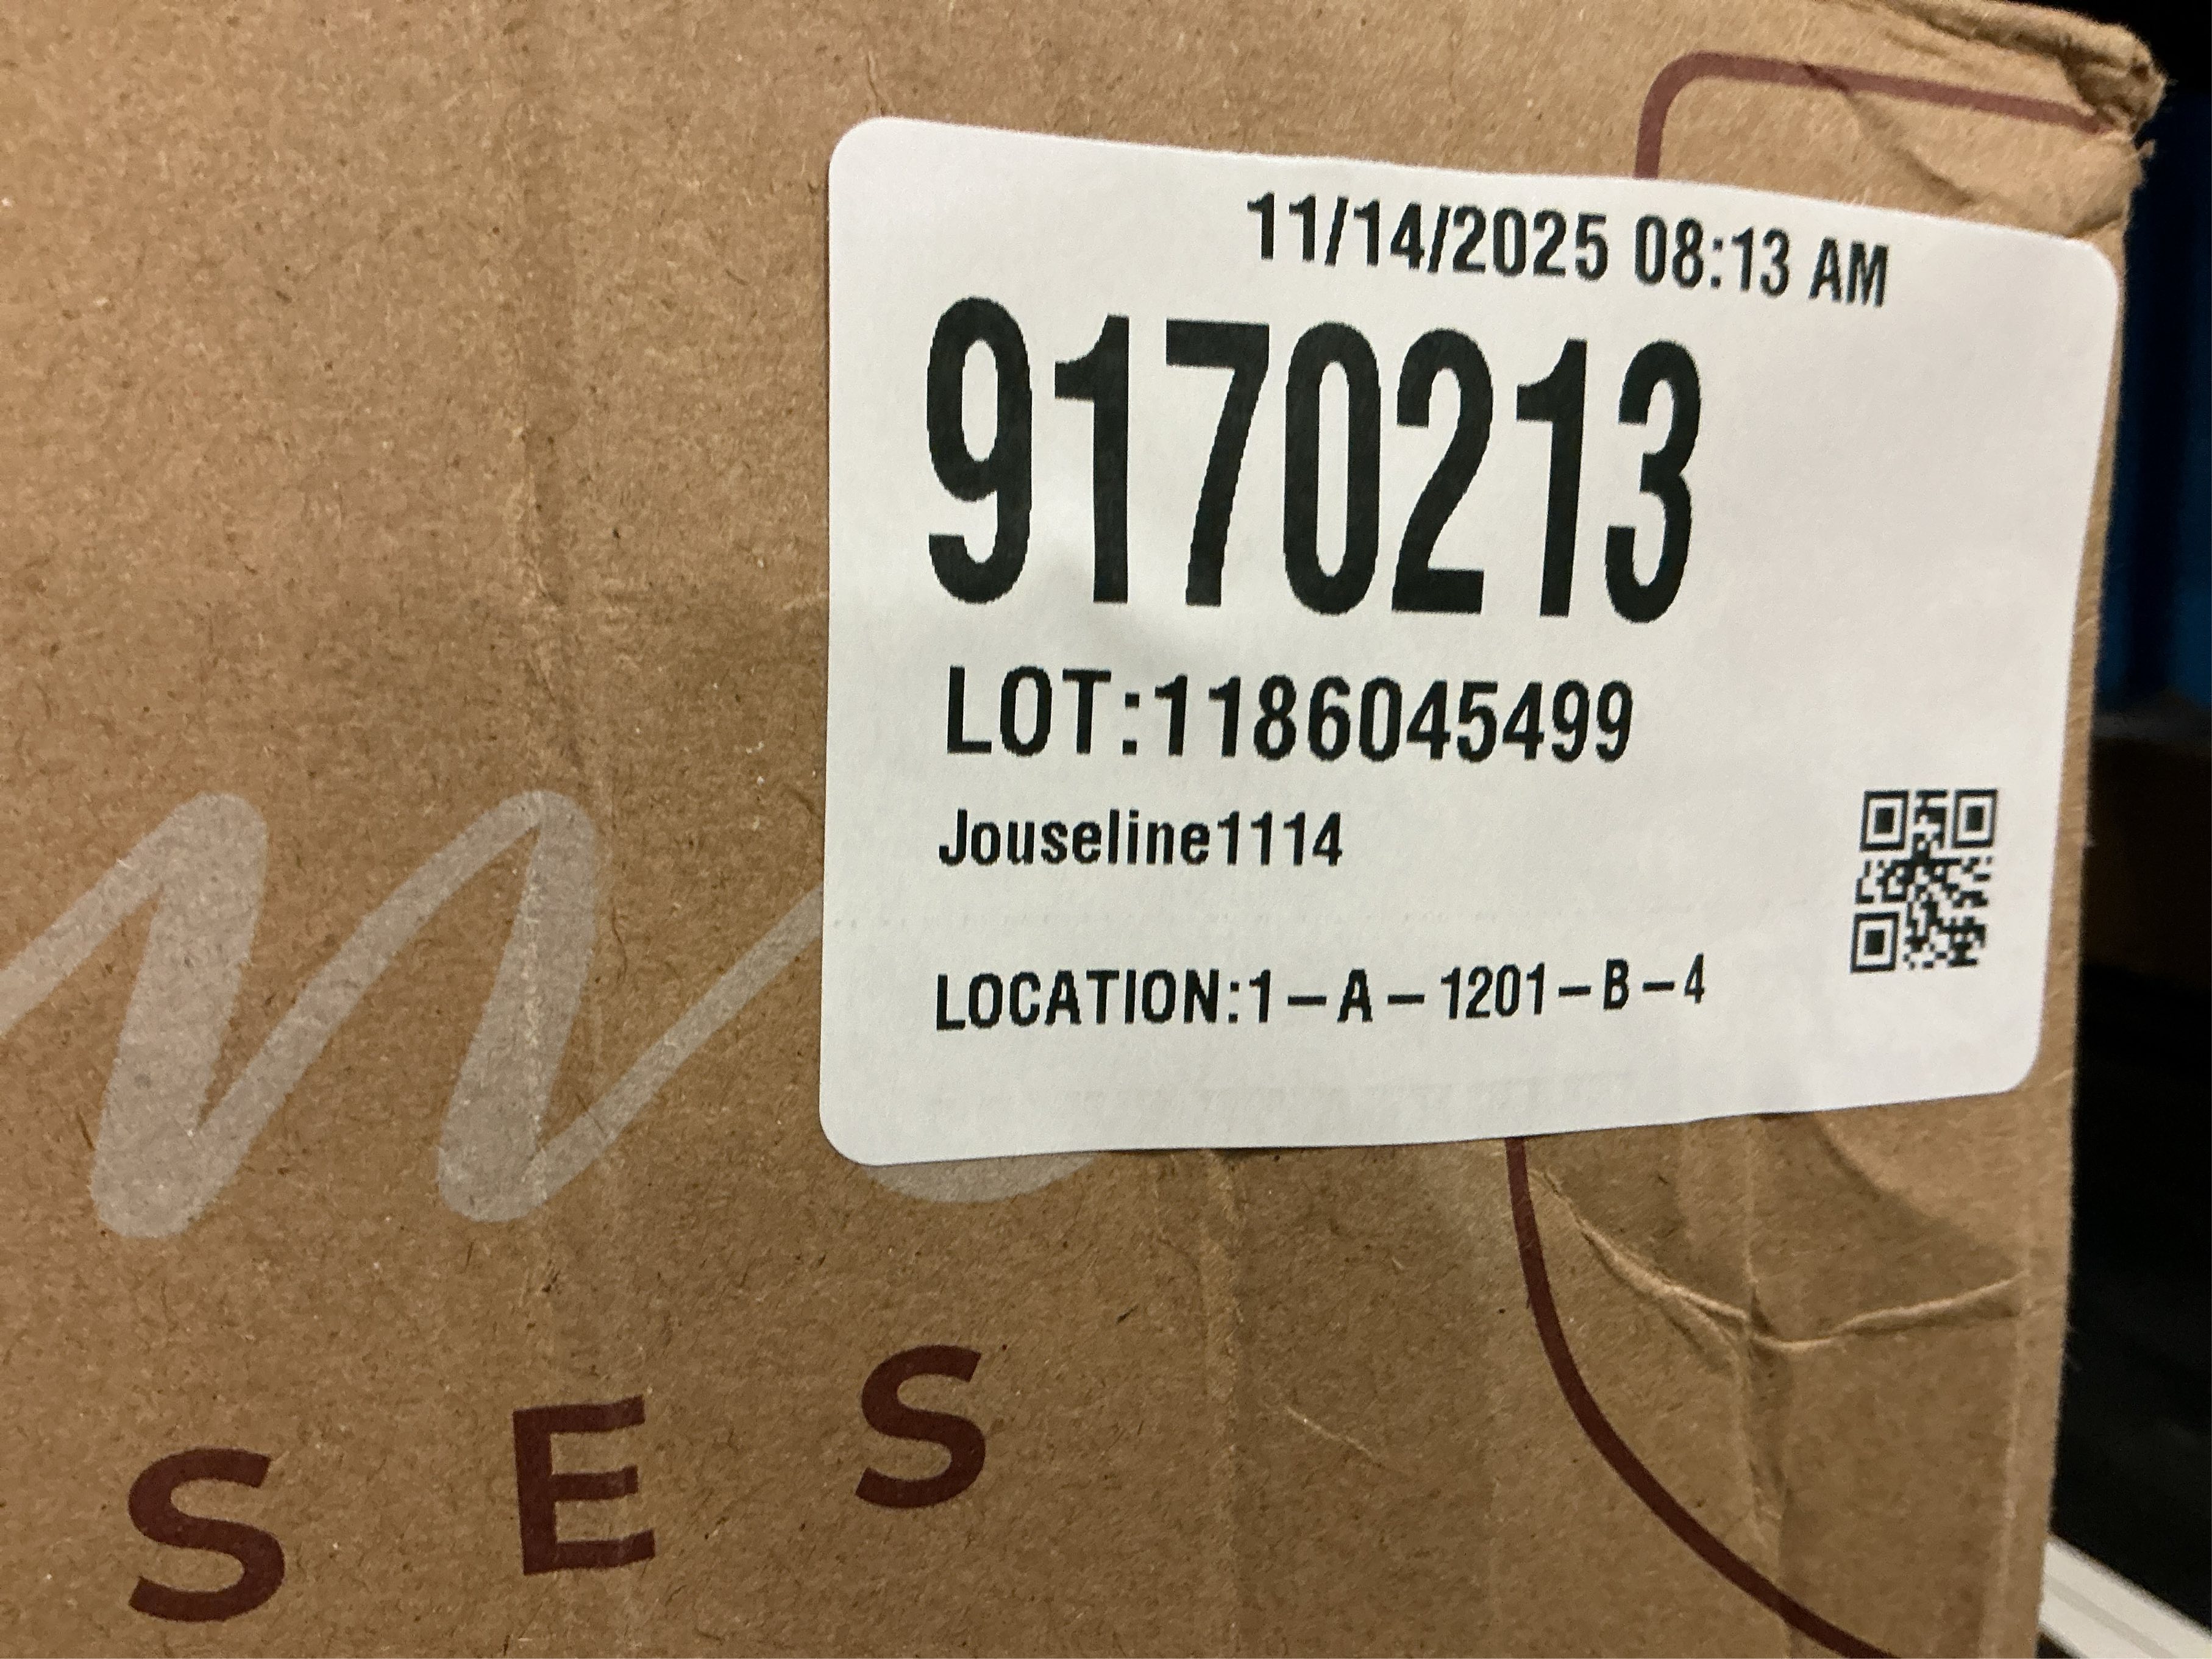 11/14/2025 08:13 AM
9170213
LOT:1186045499
Jouseline1114
LOCATION:1-A-1201-B-4
S E S